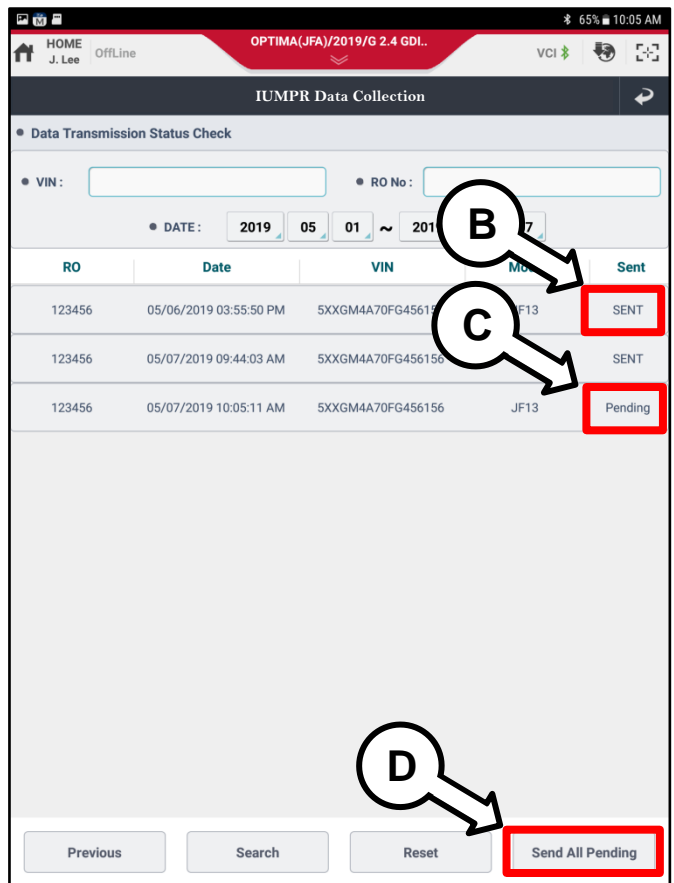 65% 10:05 AM
HOME
J. Lee
OffLine
OPTIMA(JFA)/2019/G 2.4 GDI..
VCI
IUMPR Data Collection
Data Transmission Status Check
VIN : RO No :
DATE : 2019 05 01 ~ 7
B
RO Date VIN Sent
123456 05/06/2019 03:55:50 PM SENT
C
123456 05/07/2019 09:44:03 AM 5XXGM4A70FG456156 SENT
123456 05/07/2019 10:05:11 AM 5XXGM4A70FG456156 JF13 Pending
D
Previous Search Reset Send All Pending